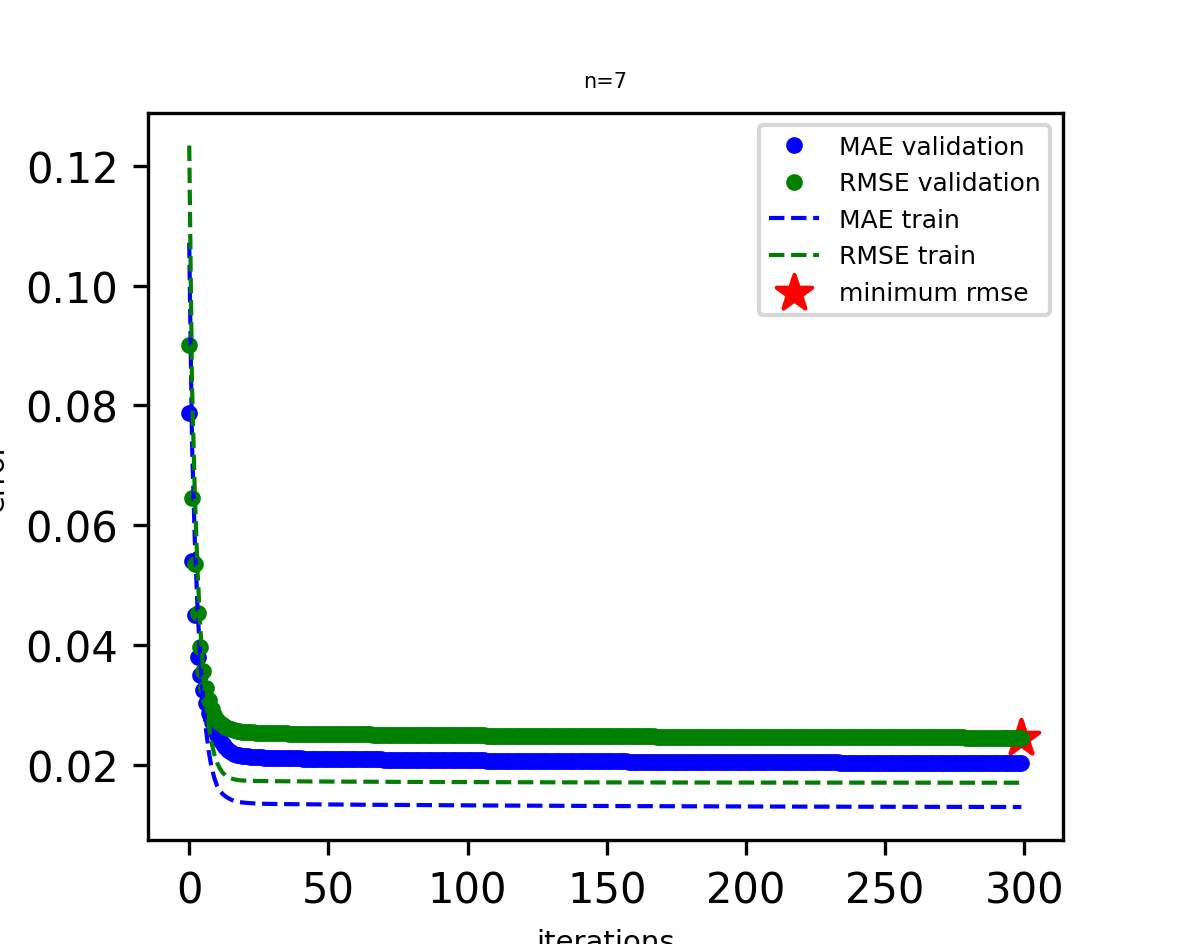 n=7
0.12
0.10
0.08
0.06
0.04
0.02
0
50
100
150
200
250
300
iterations
MAE validation
RMSE validation
MAE train
RMSE train
minimum rmse